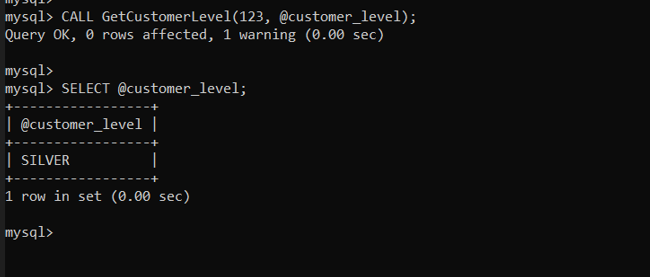 mysql>
mysql> CALL GetCustomerLevel(123, @customer_level);
Query OK, 0 rows affected, 1 warning (0.00 sec)
mysql>
mysql> SELECT @customer_level;
+-----------------+
| @customer_level |
+-----------------+
| SILVER          |
+-----------------+
1 row in set (0.00 sec)
mysql>